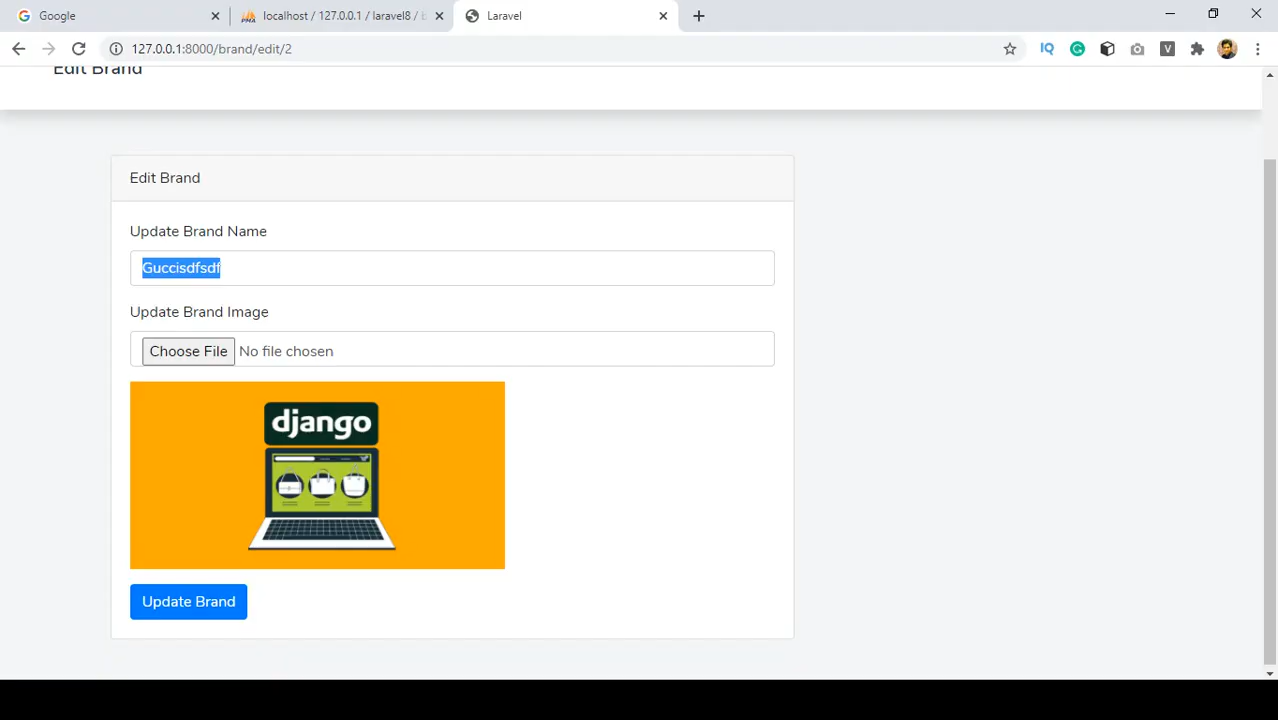 Google
localhost / 127.0.0.1 / laravel8 /
Laravel
127.0.0.1:8000/brand/edit/2
IQ
V
Edit Brand
Edit Brand
Update Brand Name
Guccisdfsdf
Update Brand Image
Choose File No file chosen
django
Update Brand